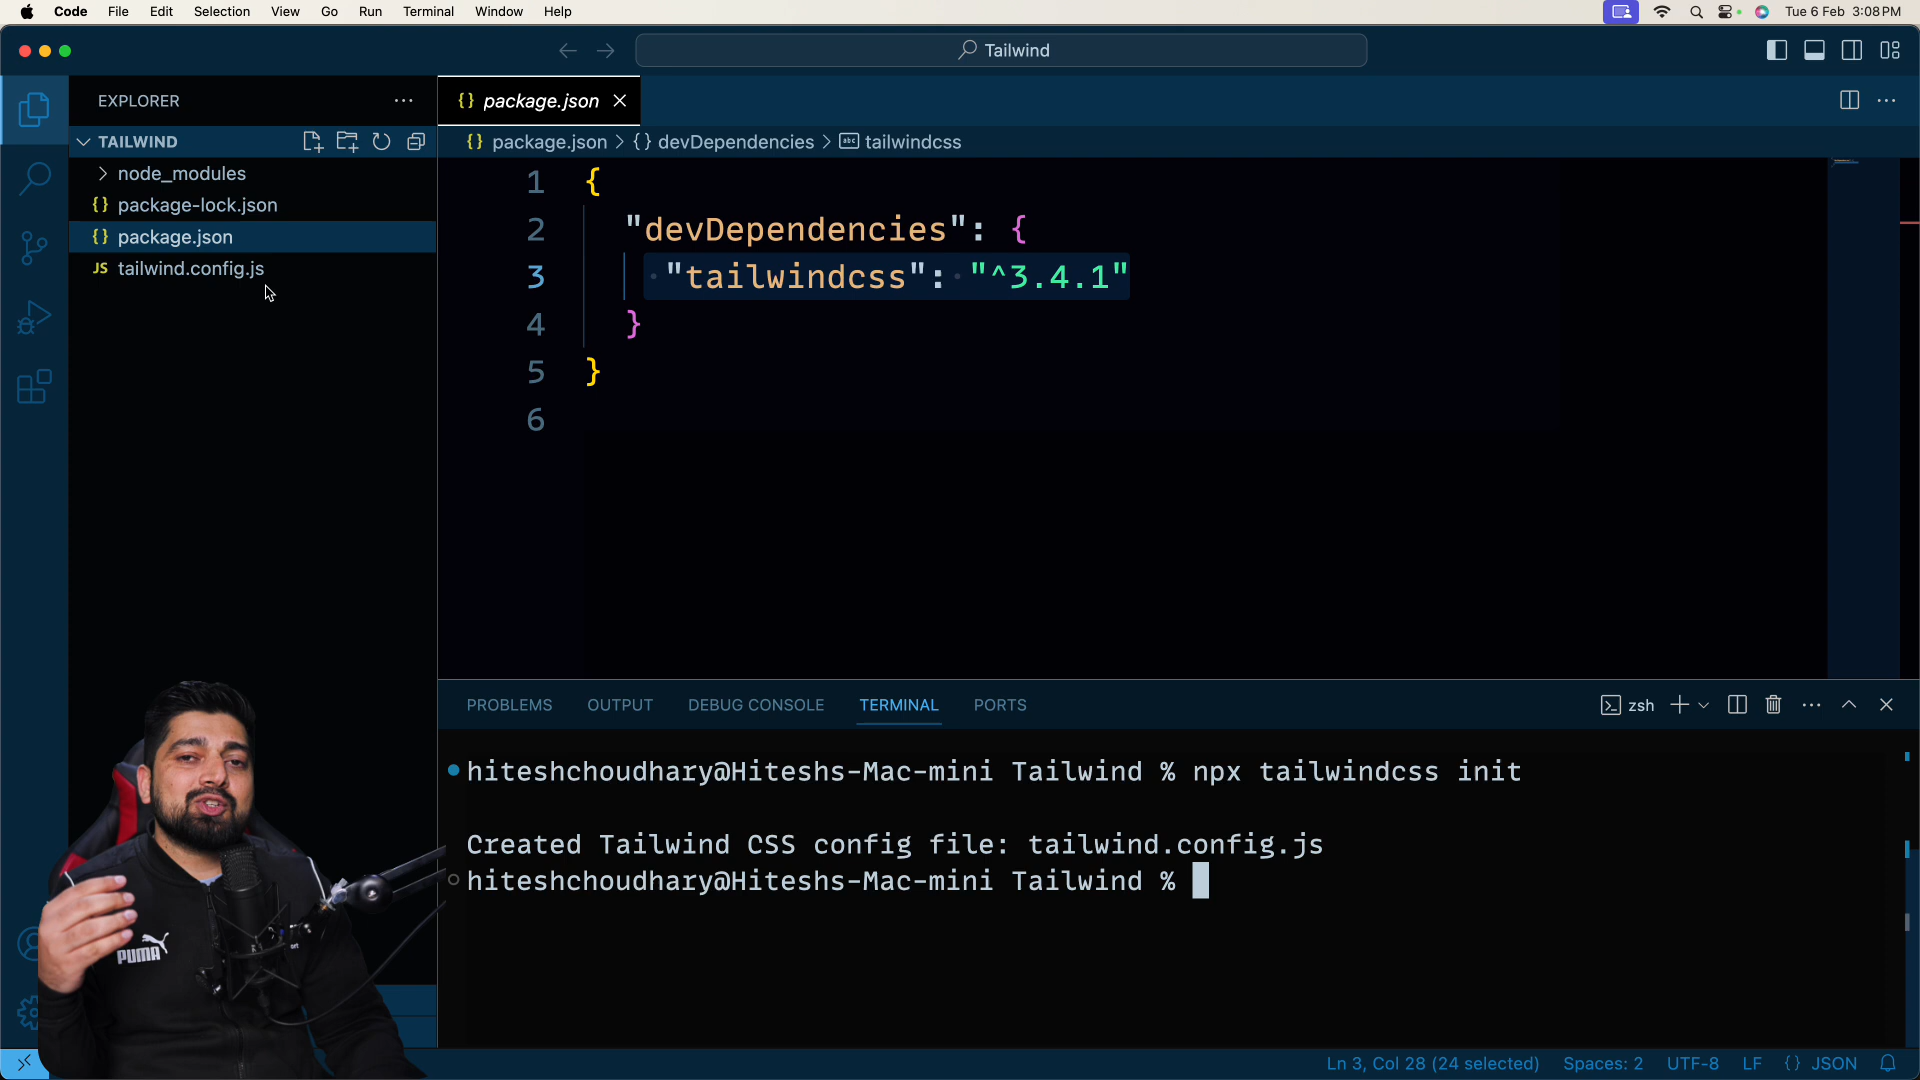 Code File Edit Selection View Go Run Terminal Window Help
Tue 6 Feb 3:08 PM
Tailwind
EXPLORER
TAILWIND
node_modules
{} package-lock.json
{} package.json
JS tailwind.config.js
{} package.json
{} package.json > {} devDependencies > abc tailwindcss
1 {
2 "devDependencies": {
3 "tailwindcss": "^3.4.1"
4 }
5 }
6
PROBLEMS OUTPUT DEBUG CONSOLE TERMINAL PORTS
zsh
hiteshchoudhary@Hiteshs-Mac-mini Tailwind % npx tailwindcss init
Created Tailwind CSS config file: tailwind.config.js
hiteshchoudhary@Hiteshs-Mac-mini Tailwind %
PUMA
Ln 3, Col 28 (24 selected) Spaces: 2 UTF-8 LF {} JSON